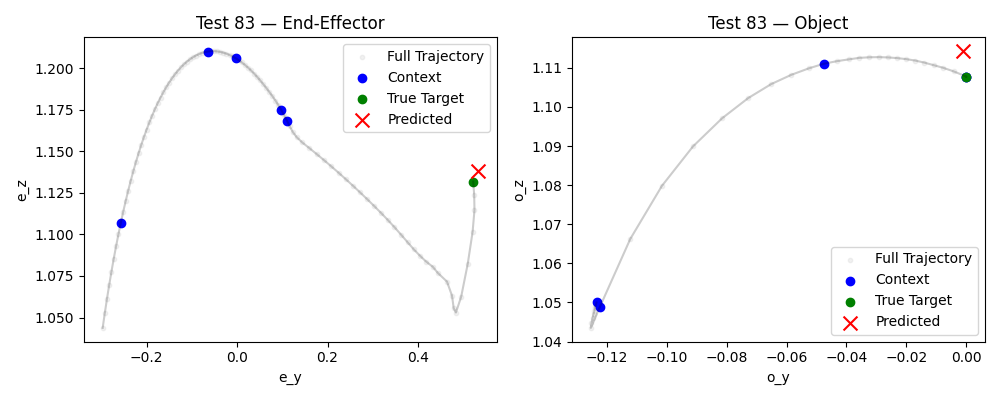 Test 83 — End-Effector
e_z
1.200
1.175
1.150
1.125
1.100
1.075
1.050
−0.2
0.0
0.2
0.4
e_y
Full Trajectory
Context
True Target
Predicted
Test 83 — Object
o_z
1.11
1.10
1.09
1.08
1.07
1.06
1.05
1.04
−0.12
−0.10
−0.08
−0.06
−0.04
−0.02
0.00
o_y
Full Trajectory
Context
True Target
Predicted